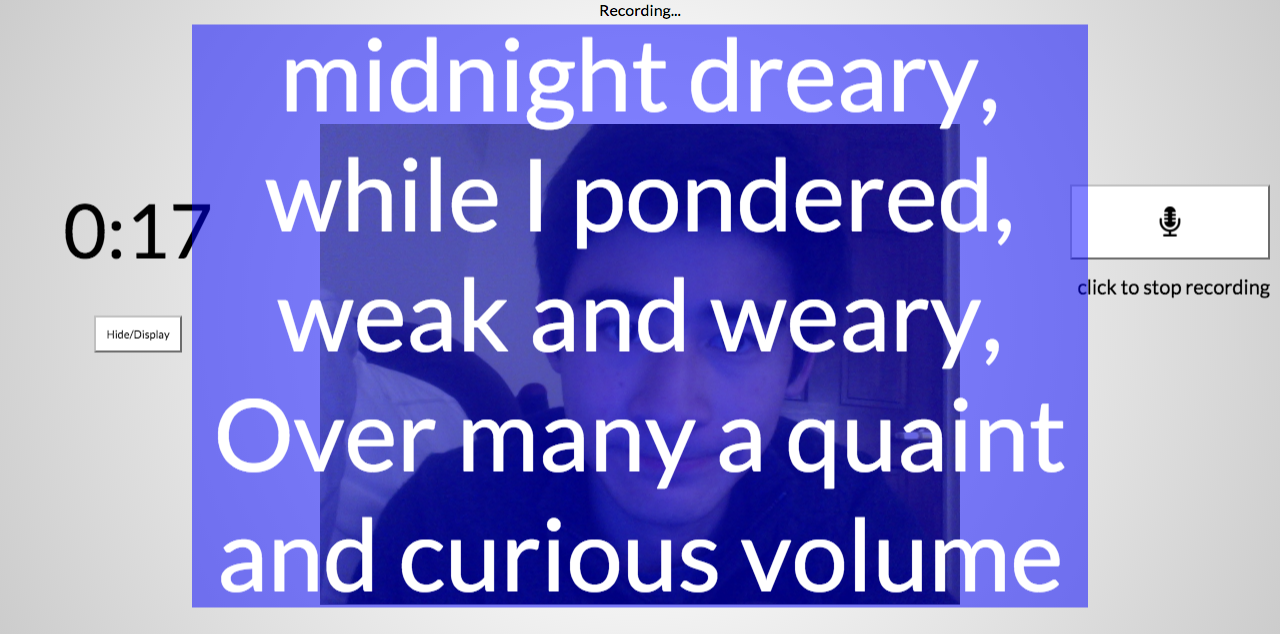 Recording...
midnight dreary,
while I pondered,
weak and weary,
Over many a quaint
and curious volume
0:17
Hide/Display
click to stop recording